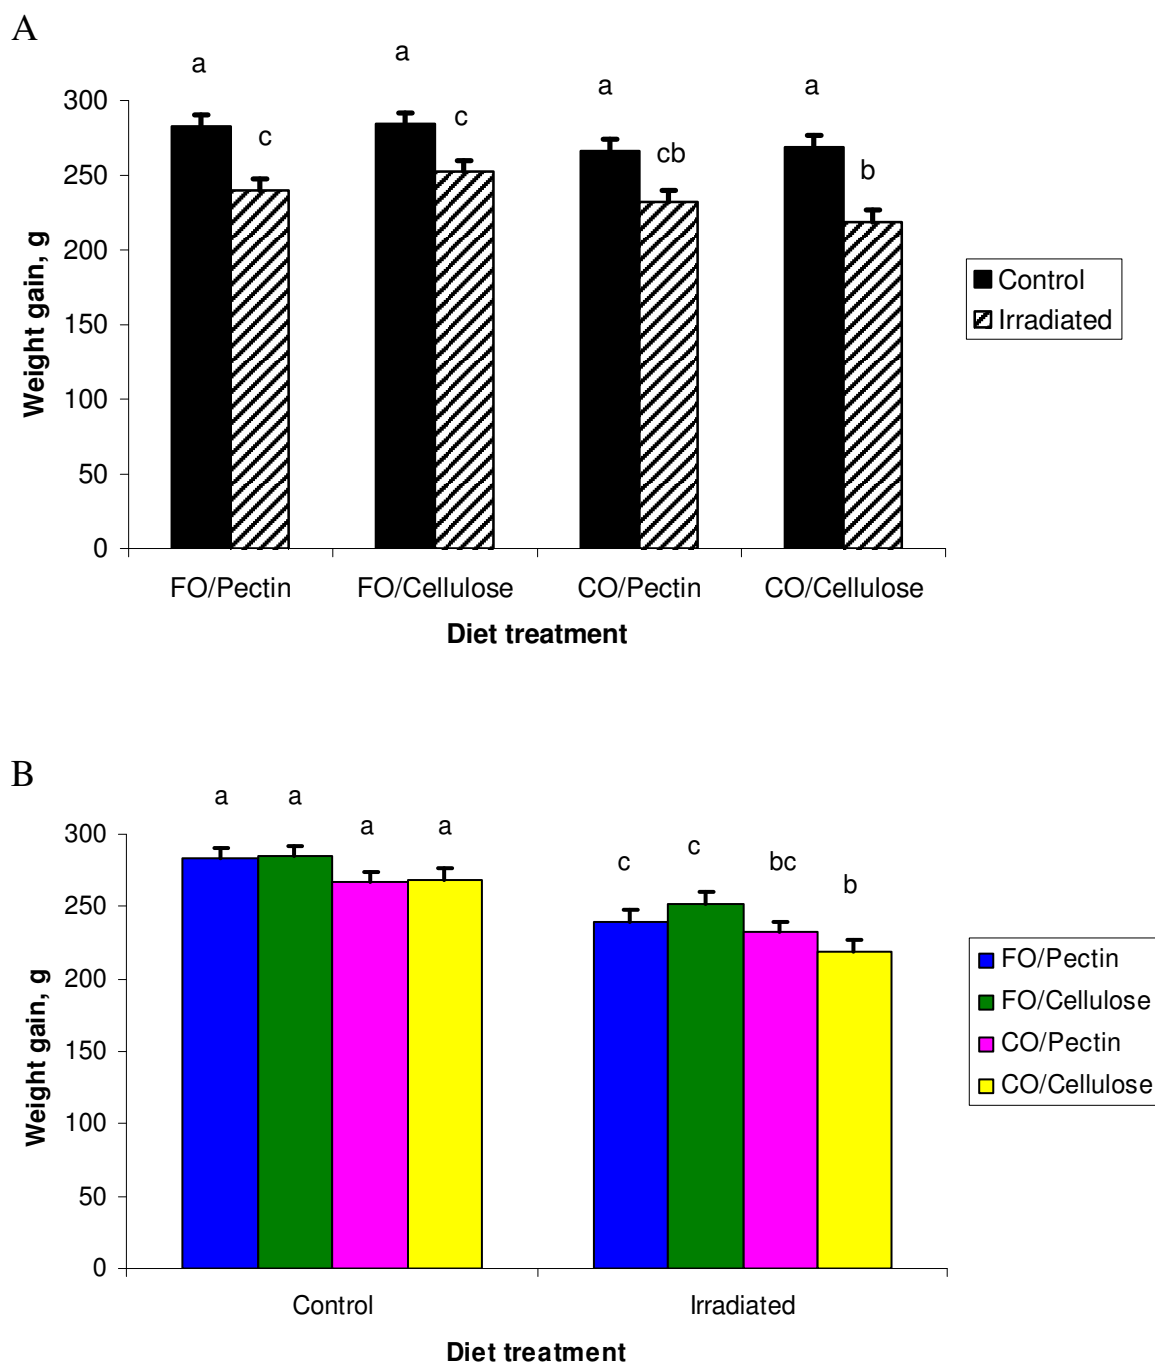 A
a
a
a
a
c
c
cb
b
300
250
200
150
100
50
0
Weight gain, g
Control
Irradiated
FO/Pectin
FO/Cellulose
CO/Pectin
CO/Cellulose
Diet treatment
B
a
a
a
a
c
c
bc
b
300
250
200
150
100
50
0
Weight gain, g
FO/Pectin
FO/Cellulose
CO/Pectin
CO/Cellulose
Control
Irradiated
Diet treatment